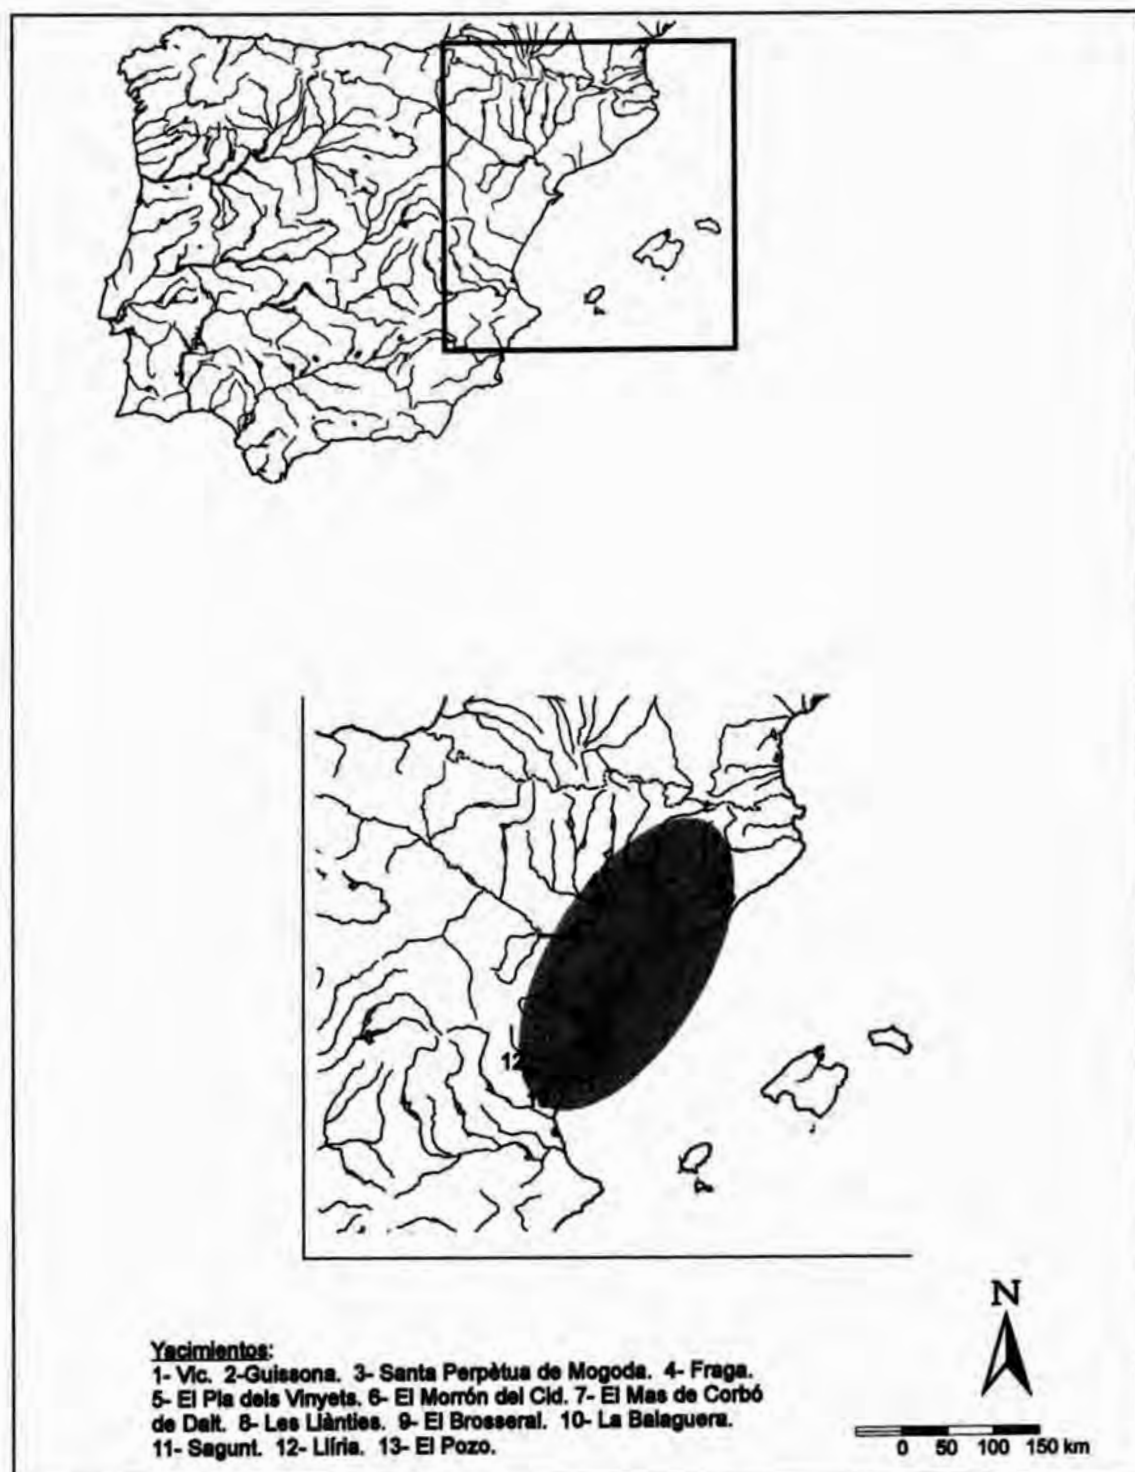 12
N
Yacimientos:
1- Vic. 2-Guissona. 3- Santa Perpètua de Mogoda. 4- Fraga.
5- El Pla dels Vinyets. 6- El Morrón del Cid. 7- El Mas de Corbó
de Dalt. 8- Les Llànties. 9- El Brosseral. 10- La Balaguera.
11- Sagunt. 12- Llíria. 13- El Pozo.
0 50 100 150 km